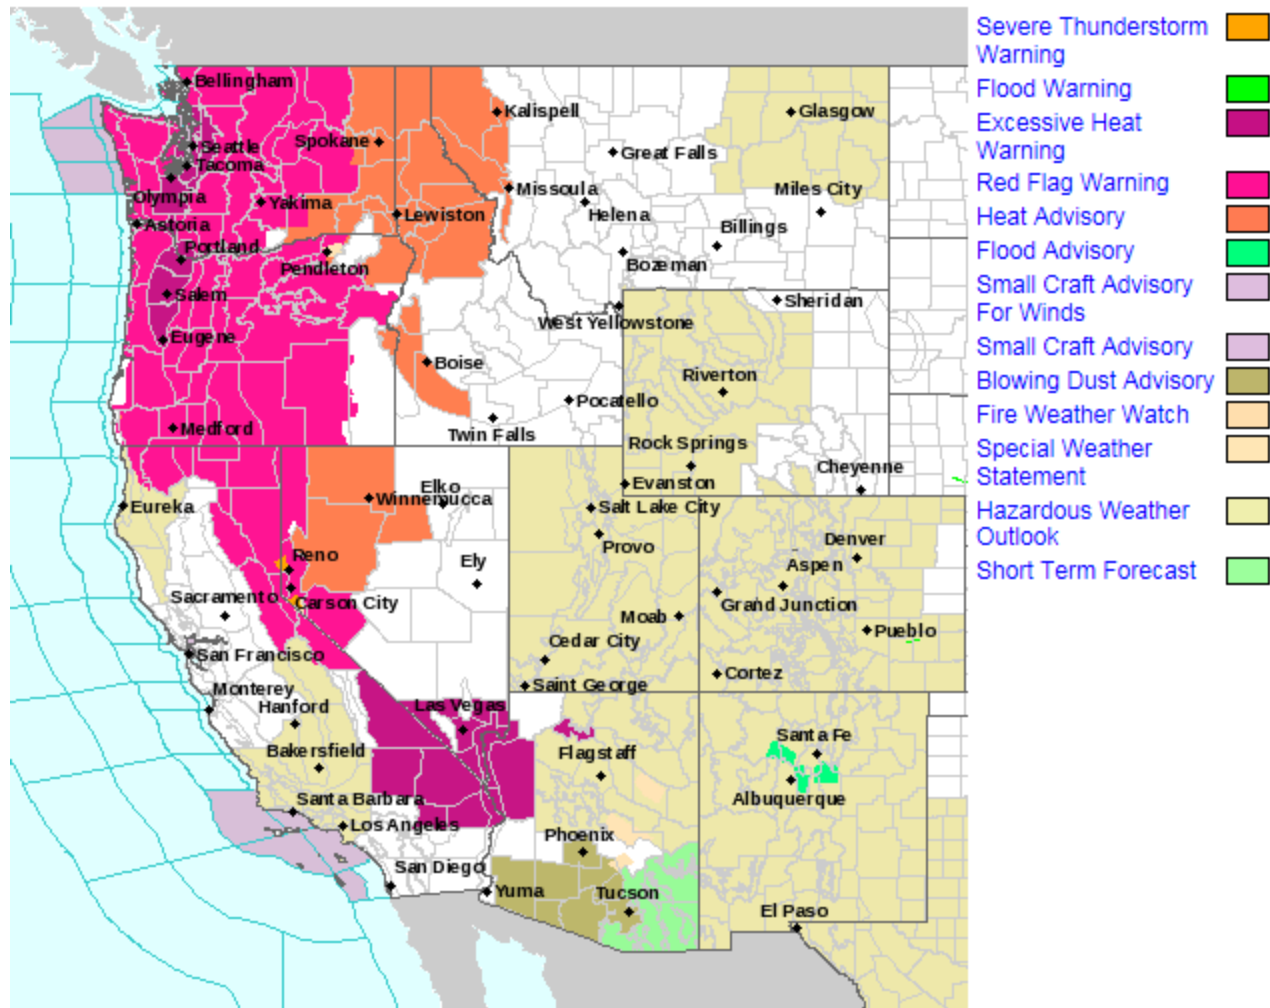 Bellingham
Kalispell
Glasgow
Seattle
Spokane
Great Falls
Tacoma
Olympia
Yakima
Missoula
Miles City
Lewiston
Helena
Astoria
Billings
Portland
Pendleton
Bozeman
Salem
Sheridan
West Yellowstone
Eugene
Boise
Riverton
Pocatello
Medford
Twin Falls
Rock Springs
Cheyenne
Elko
Evanston
Winnemucca
Eureka
Salt Lake City
Provo
Denver
Reno
Ely
Aspen
Sacramento
Carson City
Grand Junction
Moab
Pueblo
Cedar City
San Francisco
Cortez
Saint George
Monterey
Hanford
Las Vegas
Santa Fe
Bakersfield
Flagstaff
Santa Barbara
Albuquerque
Los Angeles
Phoenix
San Diego
Yuma
Tucson
El Paso
Severe Thunderstorm
Warning
Flood Warning
Excessive Heat
Warning
Red Flag Warning
Heat Advisory
Flood Advisory
Small Craft Advisory
For Winds
Small Craft Advisory
Blowing Dust Advisory
Fire Weather Watch
Special Weather
Statement
Hazardous Weather
Outlook
Short Term Forecast